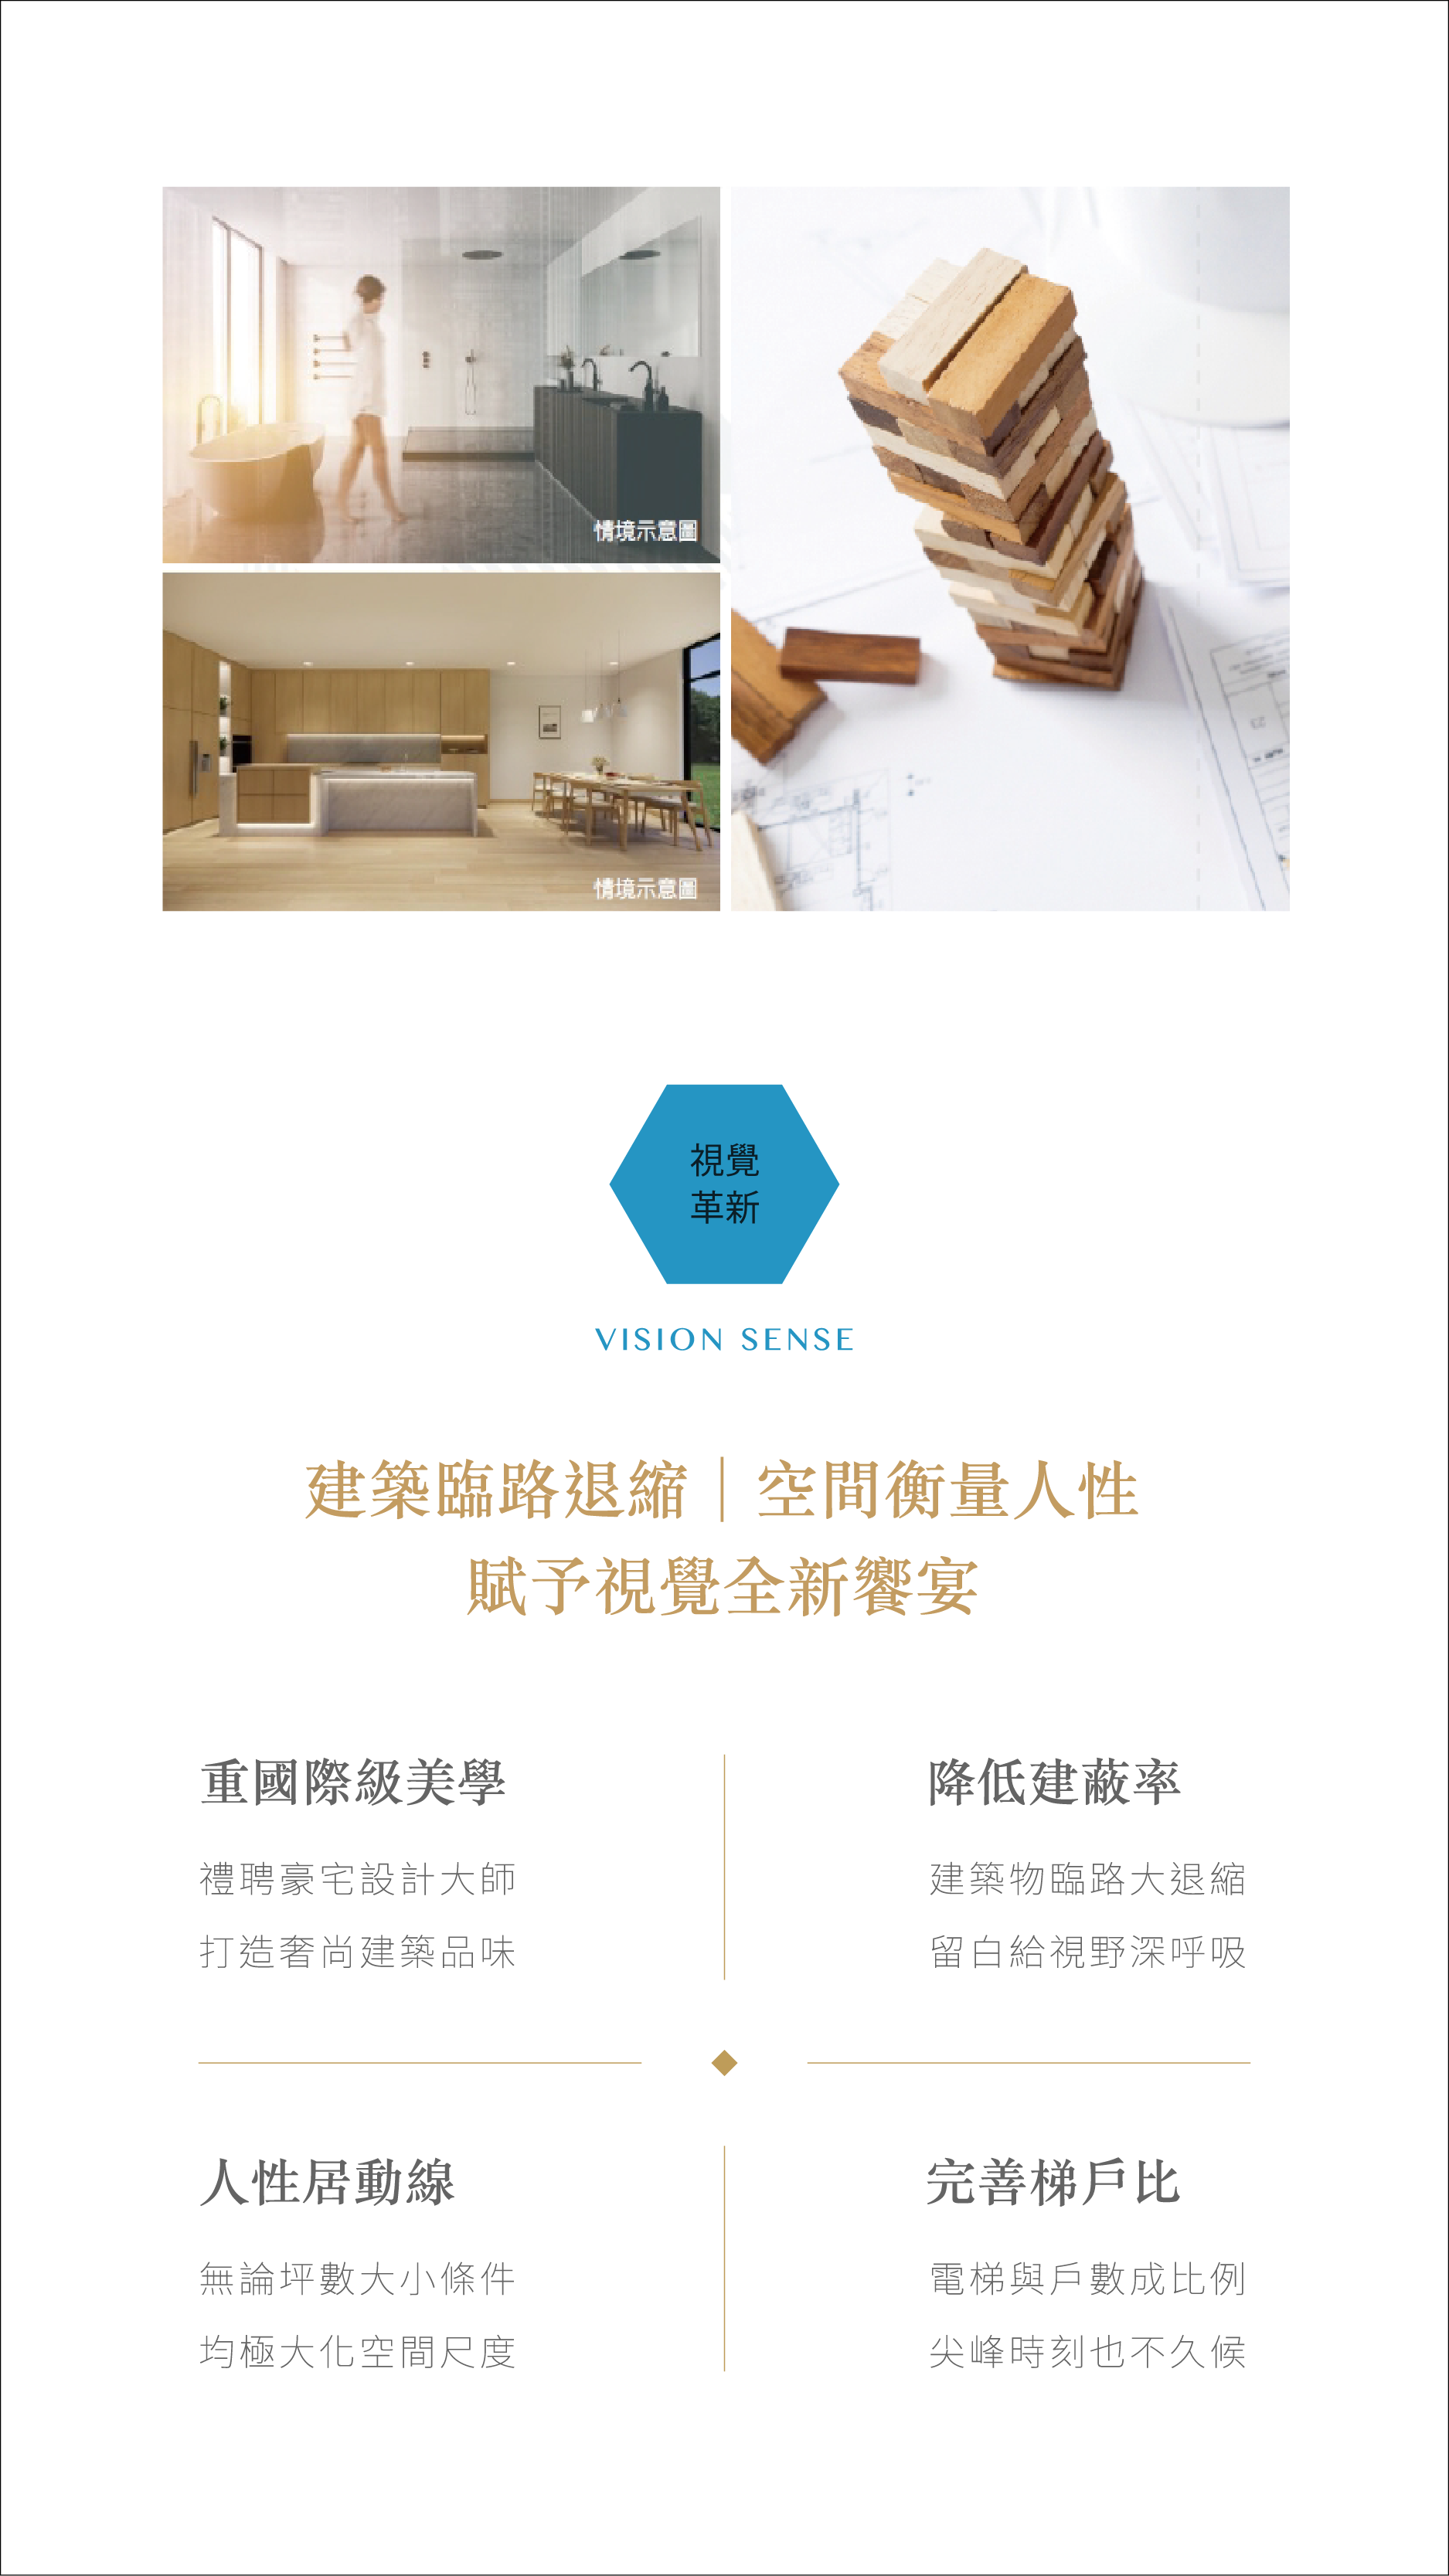 情境示意圖
情境示意圖
視覺
革新
VISION SENSE
建築臨路退縮｜空間衡量人性
賦予視覺全新饗宴
重國際級美學
禮聘豪宅設計大師
打造奢尚建築品味
降低建蔽率
建築物臨路大退縮
留白給視野深呼吸
人性居動線
無論坪數大小條件
均極大化空間尺度
完善梯戶比
電梯與戶數成比例
尖峰時刻也不久候